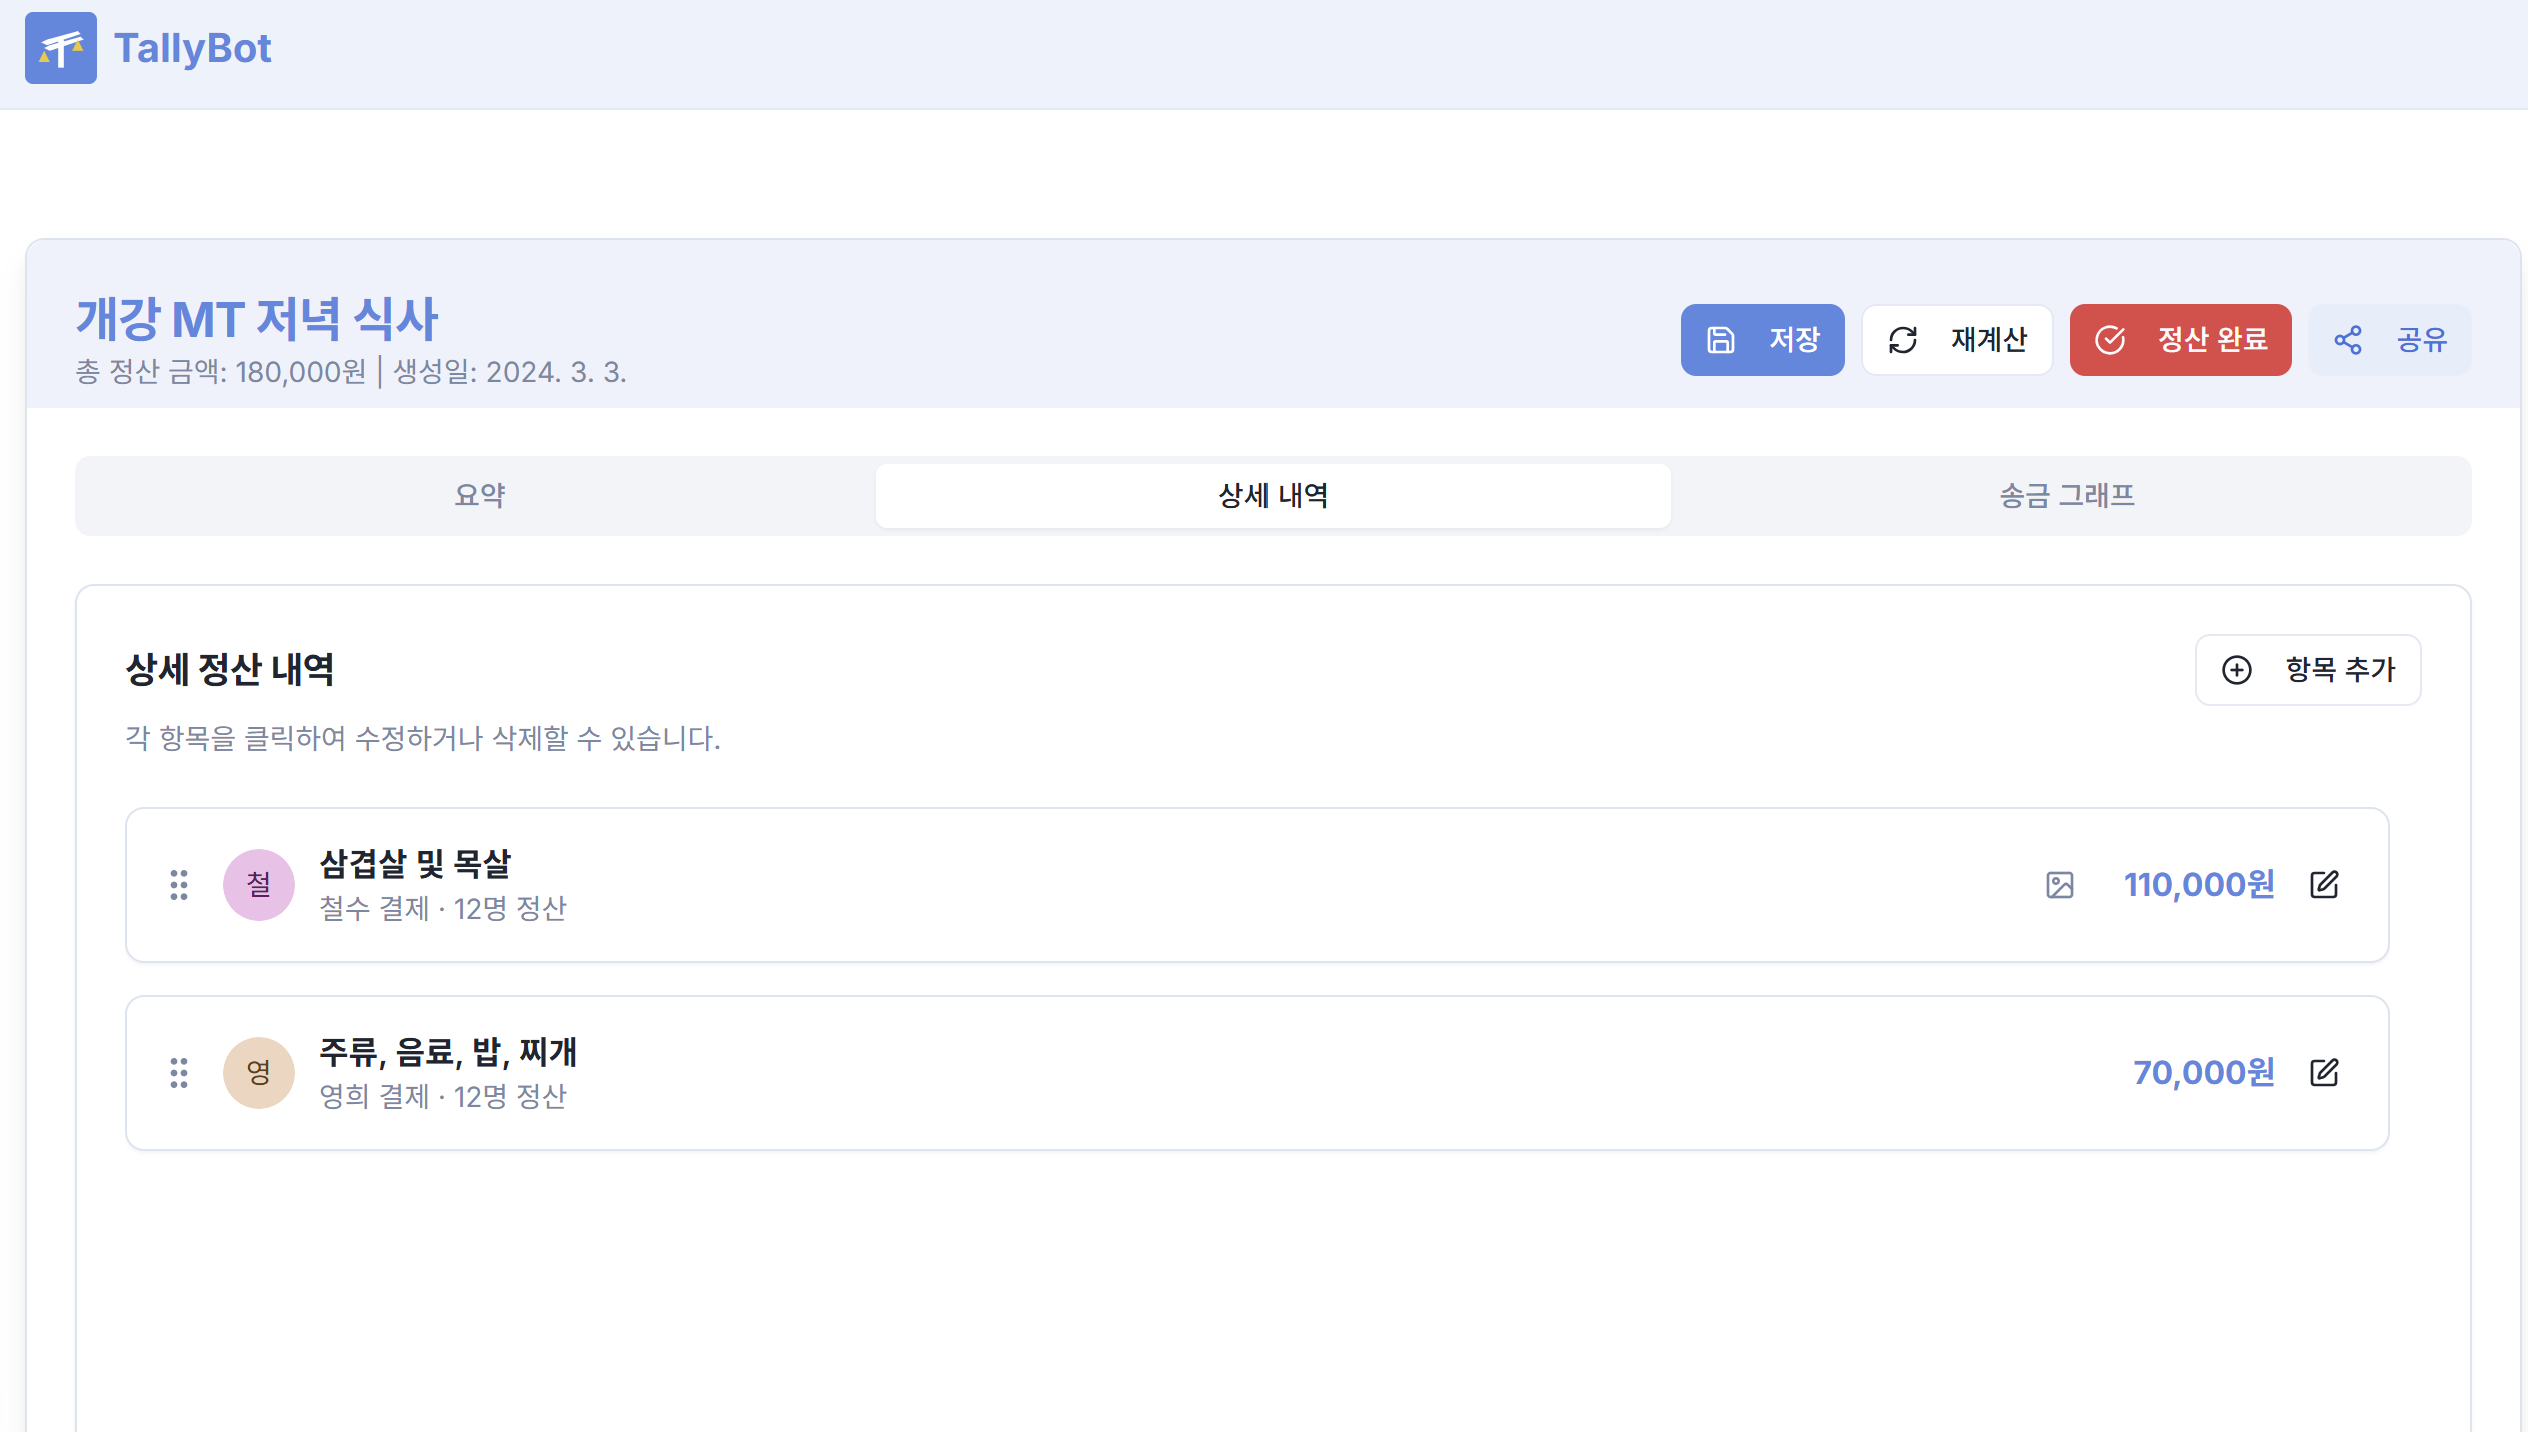 TallyBot
개강 MT 저녁 식사
총 정산 금액: 180,000원 | 생성일: 2024. 3. 3.
저장
재계산
정산 완료
공유
요약
상세 내역
송금 그래프
상세 정산 내역
항목 추가
각 항목을 클릭하여 수정하거나 삭제할 수 있습니다.
철
삼겹살 및 목살
철수 결제 · 12명 정산
110,000원
영
주류, 음료, 밥, 찌개
영희 결제 · 12명 정산
70,000원